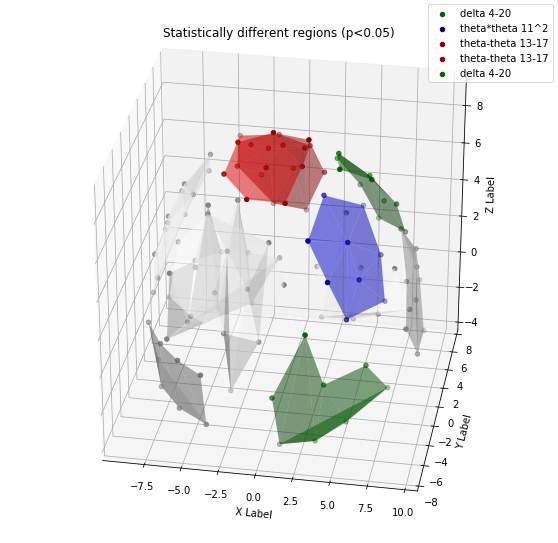 Statistically different regions (p<0.05)
delta 4-20
theta*theta 11^2
theta-theta 13-17
theta-theta 13-17
delta 4-20
8
6
4
2
0
−2
−4
Z Label
8
6
4
2
0
−2
−4
−6
−8
Y Label
−7.5
−5.0
−2.5
0.0
2.5
5.0
7.5
10.0
X Label